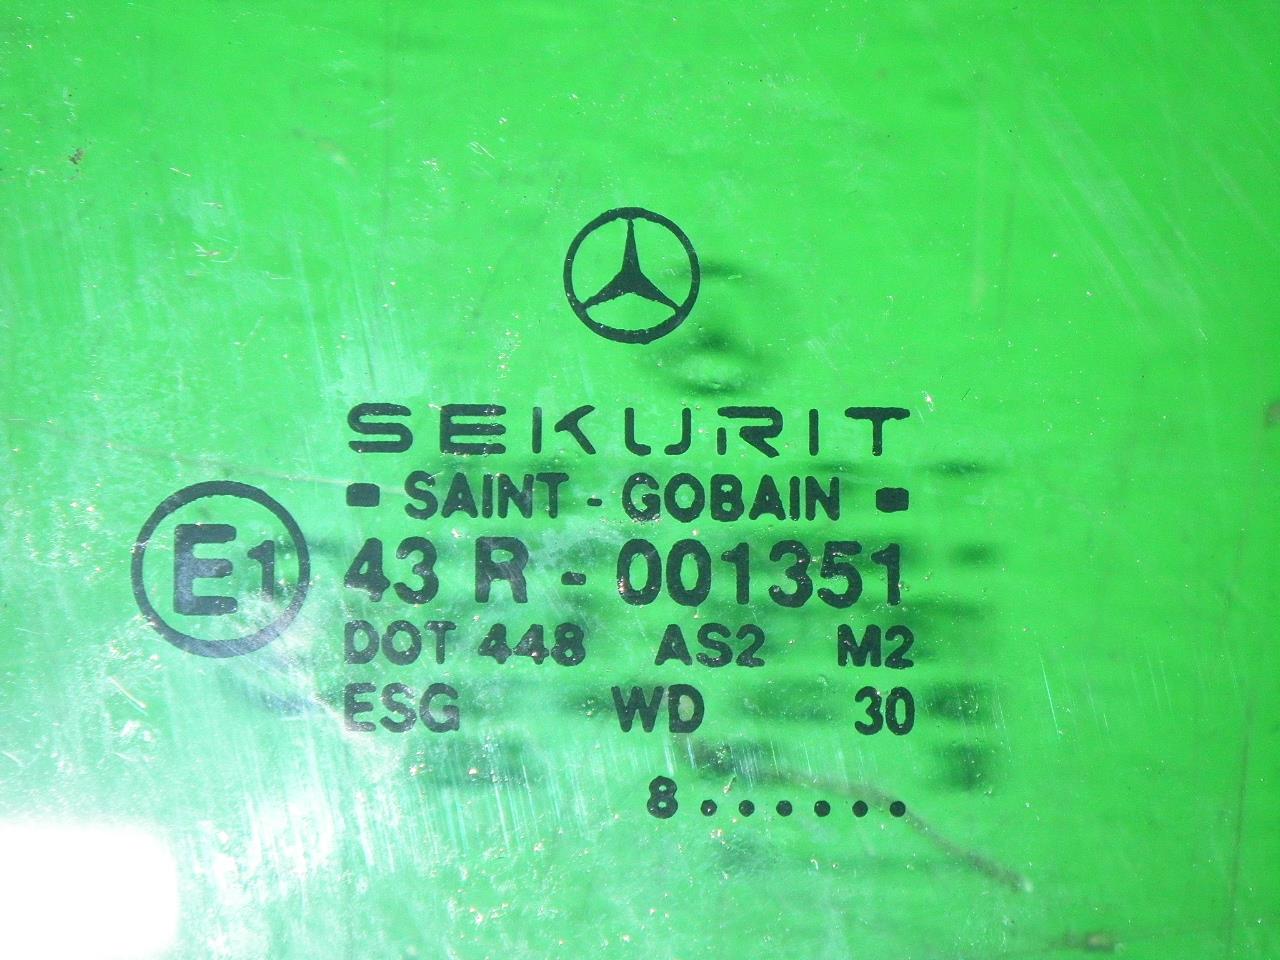 SEKURIT
▪ SAINT - GOBAIN ▪
E1 43 R - 001351
DOT 448 AS2 M2
ESG WD 30
8......